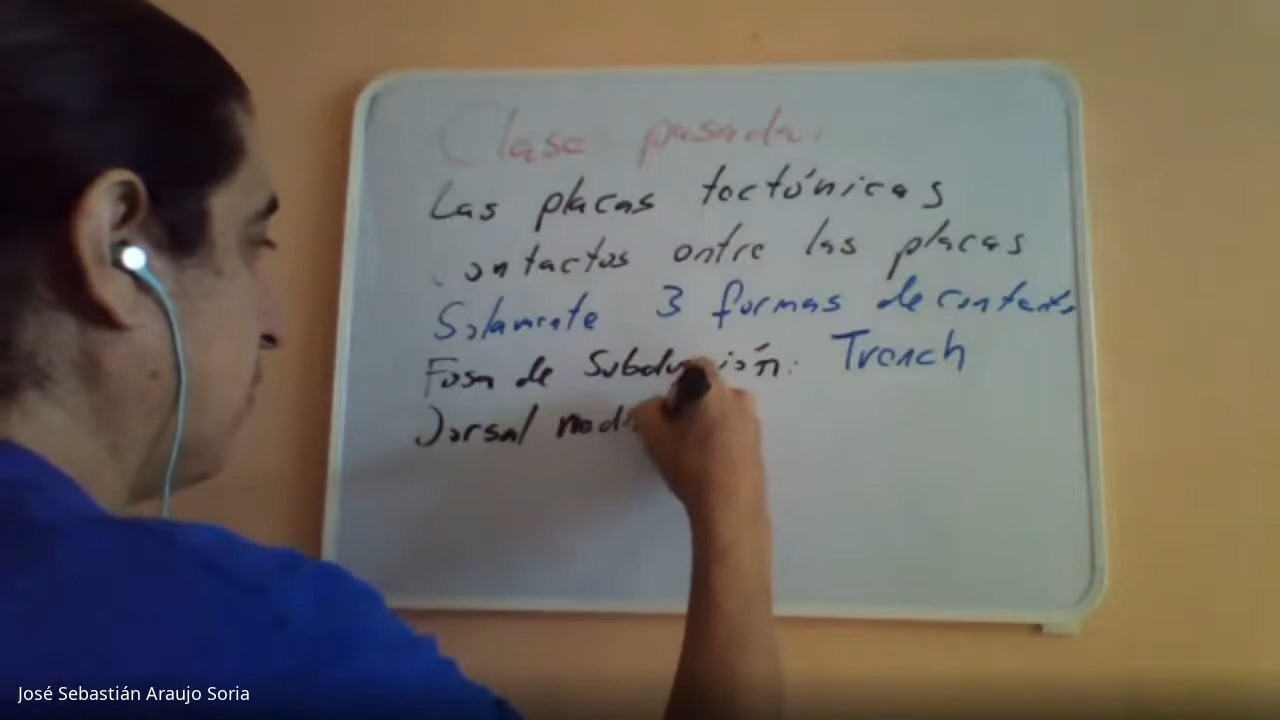 Clase pasada.
Las placas tectónicas
contactos entre las placas
Solamente 3 formas de contacto
Fosa de Subducción: Trench
Dorsal medi
José Sebastián Araujo Soria